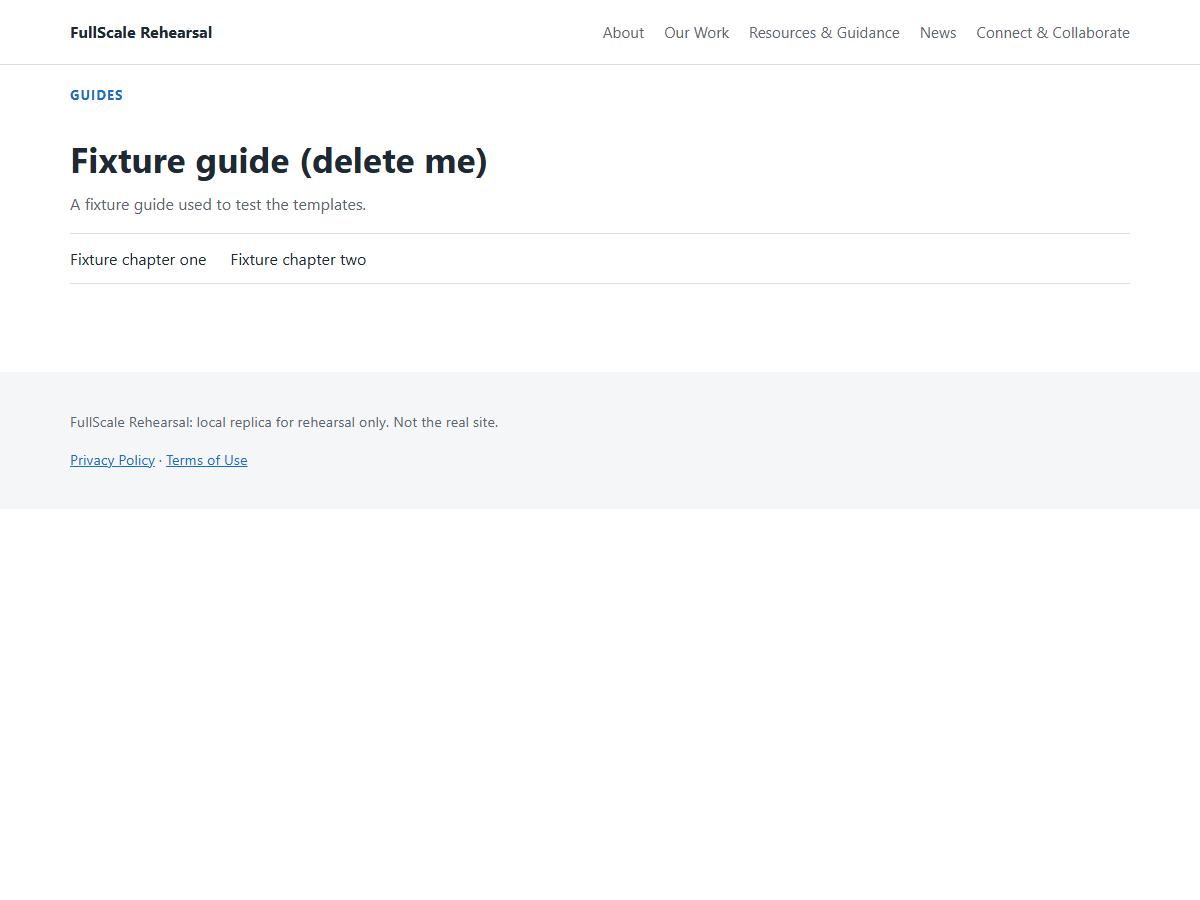 FullScale Rehearsal
About Our Work Resources & Guidance News Connect & Collaborate
GUIDES
Fixture guide (delete me)
A fixture guide used to test the templates.
Fixture chapter one Fixture chapter two
FullScale Rehearsal: local replica for rehearsal only. Not the real site.
Privacy Policy · Terms of Use